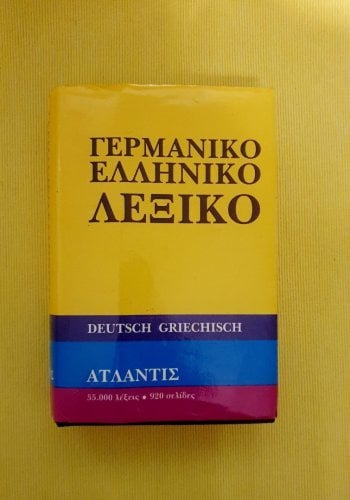 ΓΕΡΜΑΝΙΚΟ
ΕΛΛΗΝΙΚΟ
ΛΕΞΙΚΟ
DEUTSCH GRIECHISCH
ΑΤΛΑΝΤΙΣ
55.000 λέξεις • 920 σελίδες